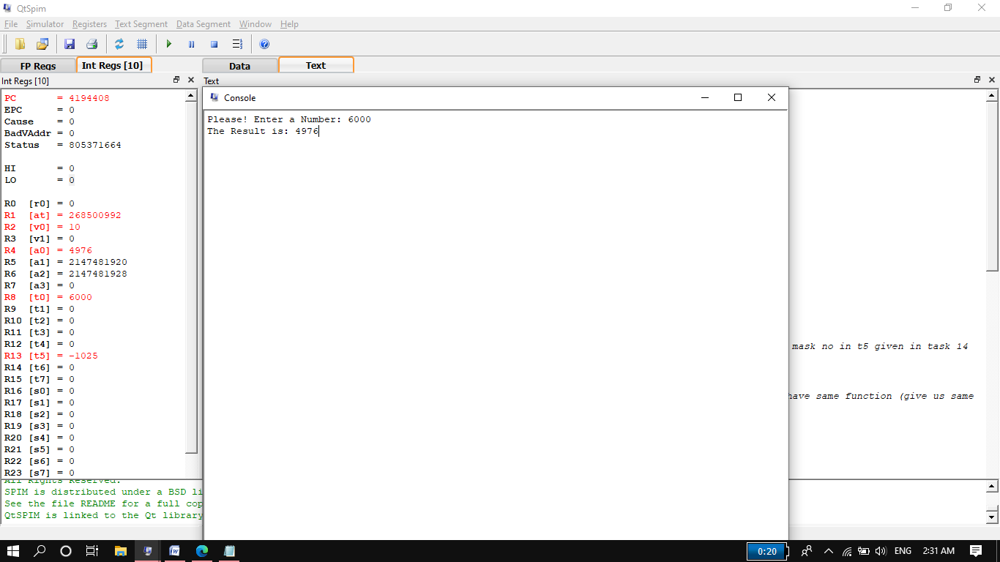 QtSpim
File Simulator Registers Text Segment Data Segment Window Help
FP Regs Int Regs [10] Data Text
Int Regs [10] Text
PC = 4194408
EPC = 0
Cause = 0
BadVAddr = 0
Status = 805371664
HI = 0
LO = 0
R0 [r0] = 0
R1 [at] = 268500992
R2 [v0] = 10
R3 [v1] = 0
R4 [a0] = 4976
R5 [a1] = 2147481920
R6 [a2] = 2147481928
R7 [a3] = 0
R8 [t0] = 6000
R9 [t1] = 0
R10 [t2] = 0
R11 [t3] = 0
R12 [t4] = 0
R13 [t5] = -1025
R14 [t6] = 0
R15 [t7] = 0
R16 [s0] = 0
R17 [s1] = 0
R18 [s2] = 0
R19 [s3] = 0
R20 [s4] = 0
R21 [s5] = 0
R22 [s6] = 0
R23 [s7] = 0
Console
Please! Enter a Number: 6000
The Result is: 4976
mask no in t5 given in task 14
have same function (give us same
All Rights Reserved.
SPIM is distributed under a BSD li
See the file README for a full cop
QtSPIM is linked to the Qt library
0:20 ENG 2:31 AM